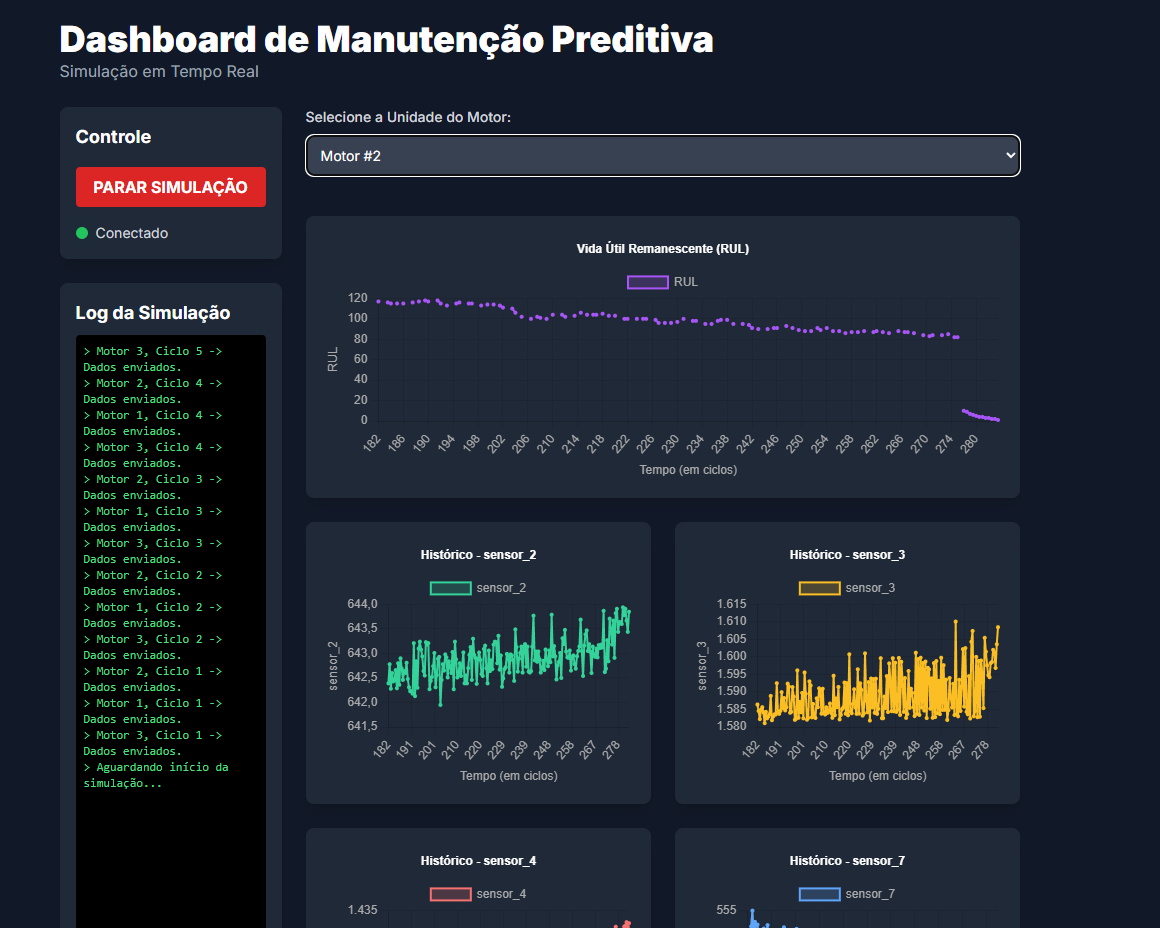 Dashboard de Manutenção Preditiva
Simulação em Tempo Real
Controle
PARAR SIMULAÇÃO
Conectado
Log da Simulação
> Motor 3, Ciclo 5 ->
Dados enviados.
> Motor 2, Ciclo 4 ->
Dados enviados.
> Motor 1, Ciclo 4 ->
Dados enviados.
> Motor 3, Ciclo 4 ->
Dados enviados.
> Motor 2, Ciclo 3 ->
Dados enviados.
> Motor 1, Ciclo 3 ->
Dados enviados.
> Motor 3, Ciclo 3 ->
Dados enviados.
> Motor 2, Ciclo 2 ->
Dados enviados.
> Motor 1, Ciclo 2 ->
Dados enviados.
> Motor 3, Ciclo 2 ->
Dados enviados.
> Motor 2, Ciclo 1 ->
Dados enviados.
> Motor 1, Ciclo 1 ->
Dados enviados.
> Motor 3, Ciclo 1 ->
Dados enviados.
> Aguardando início da
simulação...
Selecione a Unidade do Motor:
Motor #2
Vida Útil Remanescente (RUL)
RUL
RUL
120
100
80
60
40
20
0
182 186 190 194 198 202 206 210 214 218 222 226 230 234 238 242 246 250 254 258 262 266 270 274 280
Tempo (em ciclos)
Histórico - sensor_2
sensor_2
sensor_2
644,0
643,5
643,0
642,5
642,0
641,5
182 191 201 210 220 229 239 248 258 267 278
Tempo (em ciclos)
Histórico - sensor_3
sensor_3
sensor_3
1.615
1.610
1.605
1.600
1.595
1.590
1.585
1.580
182 191 201 210 220 229 239 248 258 267 278
Tempo (em ciclos)
Histórico - sensor_4
sensor_4
1.435
Histórico - sensor_7
sensor_7
555